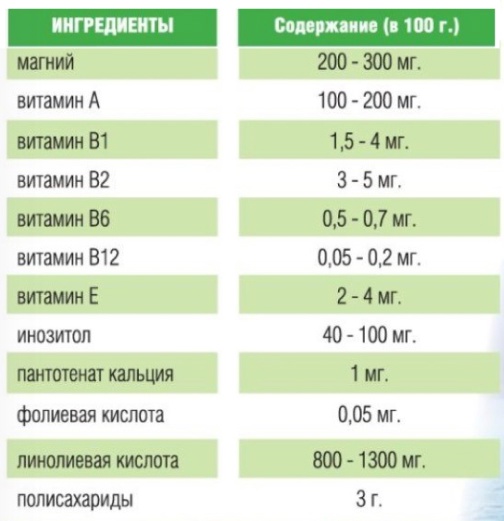 ИНГРЕДИЕНТЫ Содержание (в 100 г.)
магний 200 - 300 мг.
витамин А 100 - 200 мг.
витамин В1 1,5 - 4 мг.
витамин В2 3 - 5 мг.
витамин В6 0,5 - 0,7 мг.
витамин В12 0,05 - 0,2 мг.
витамин Е 2 - 4 мг.
инозитол 40 - 100 мг.
пантотенат кальция 1 мг.
фолиевая кислота 0,05 мг.
линолиевая кислота 800 - 1300 мг.
полисахариды 3 г.